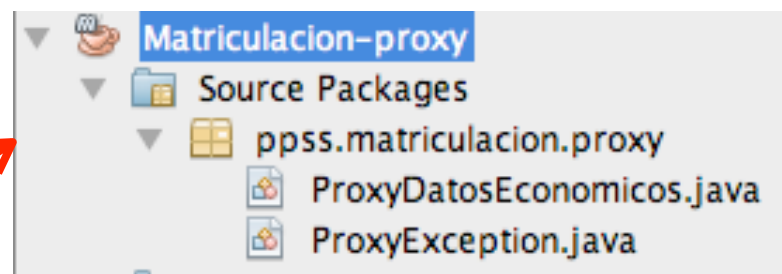 Matriculacion-proxy
Source Packages
ppss.matriculacion.proxy
ProxyDatosEconomicos.java
ProxyException.java